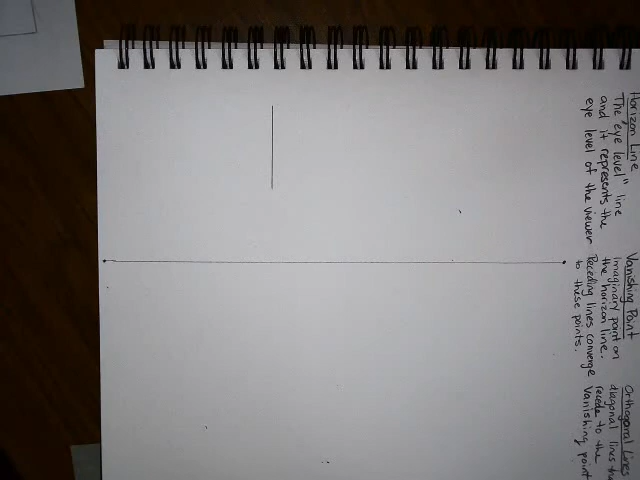 Horizon Line
The "eye level" line
and it represents the
eye level of the viewer
Vanishing Point
Imaginary point on
the horizon line.
Receding lines converge
to these points.
Orthogonal Lines
diagonal lines
recede to the
Vanishing point